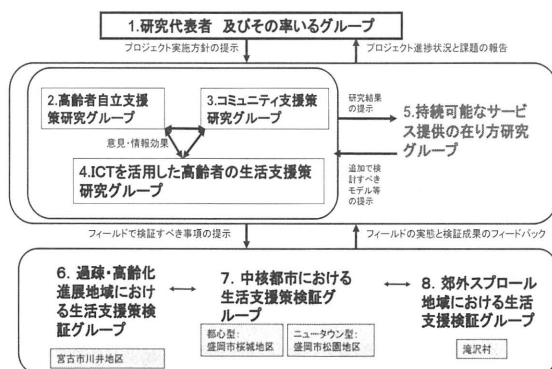 1.研究代表者 及びその率いるグループ
プロジェクト実施方針の提示
プロジェクト進捗状況と課題の報告
2.高齢者自立支援
策研究グループ
3.コミュニティ支援策
研究グループ
意見・情報効果
4.ICTを活用した高齢者の生活支援策
研究グループ
研究結果
の提示
追加で検
討すべき
モデル等
の提示
5.持続可能なサービ
ス提供の在り方研究
グループ
フィールドで検証すべき事項の提示
フィールドの実態と検証成果のフィードバック
6. 過疎・高齢化
進展地域におけ
る生活支援策検
証グループ
宮古市川井地区
7. 中核都市における
生活支援策検証グ
ループ
都心型:
盛岡市桜城地区
ニュータウン型:
盛岡市松園地区
8. 郊外スプロール
地域における生活
支援検証グループ
滝沢村